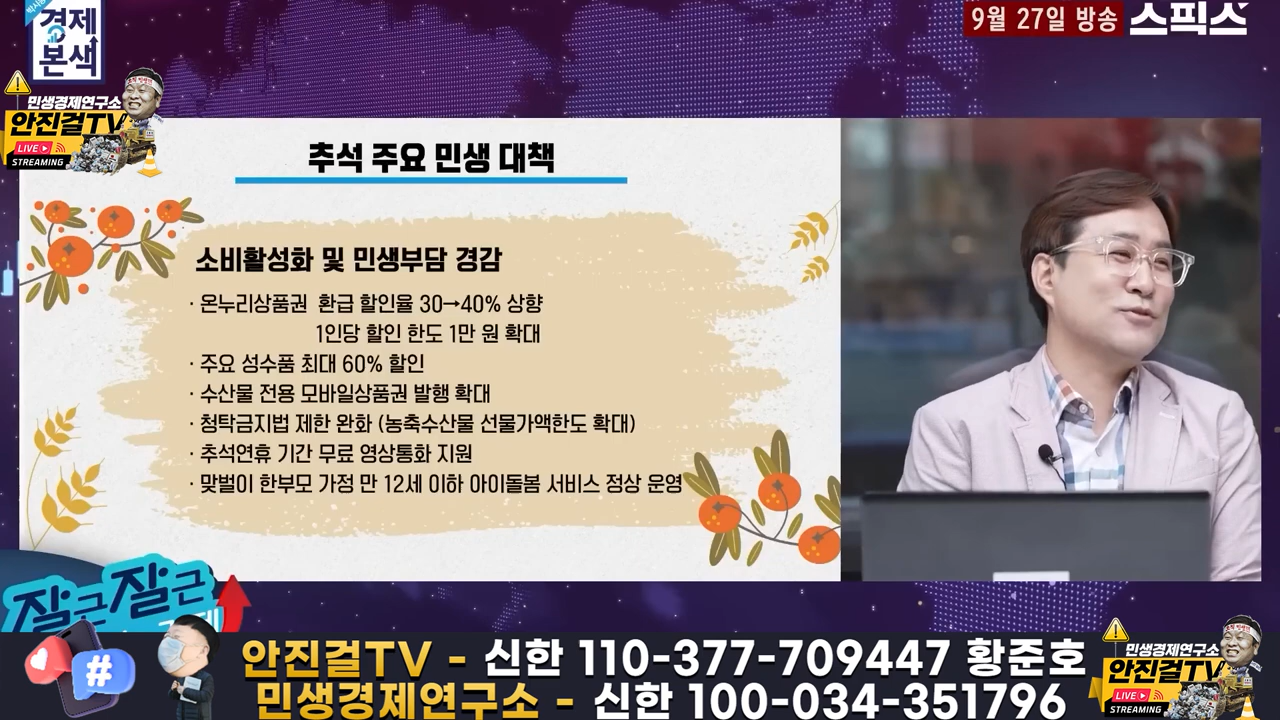 경제
본색
9월 27일 방송 스픽스
민생경제연구소
안진걸TV
LIVE
STREAMING
추석 주요 민생 대책
소비활성화 및 민생부담 경감
· 온누리상품권 환급 할인율 30→40% 상향
1인당 할인 한도 1만 원 확대
· 주요 성수품 최대 60% 할인
· 수산물 전용 모바일상품권 발행 확대
· 청탁금지법 제한 완화 (농축수산물 선물가액한도 확대)
· 추석연휴 기간 무료 영상통화 지원
· 맞벌이 한부모 가정 만 12세 이하 아이돌봄 서비스 정상 운영
잘근잘근
#
안진걸TV - 신한 110-377-709447 황준호
민생경제연구소 - 신한 100-034-351796
민생경제연구소
안진걸TV
LIVE
STREAMING